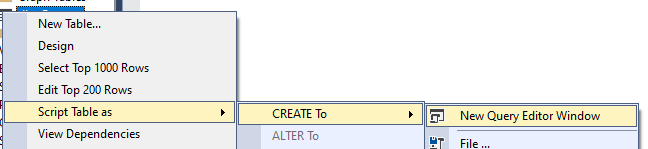 New Table...
Design
Select Top 1000 Rows
Edit Top 200 Rows
Script Table as
CREATE To
New Query Editor Window
View Dependencies
ALTER To
File ...